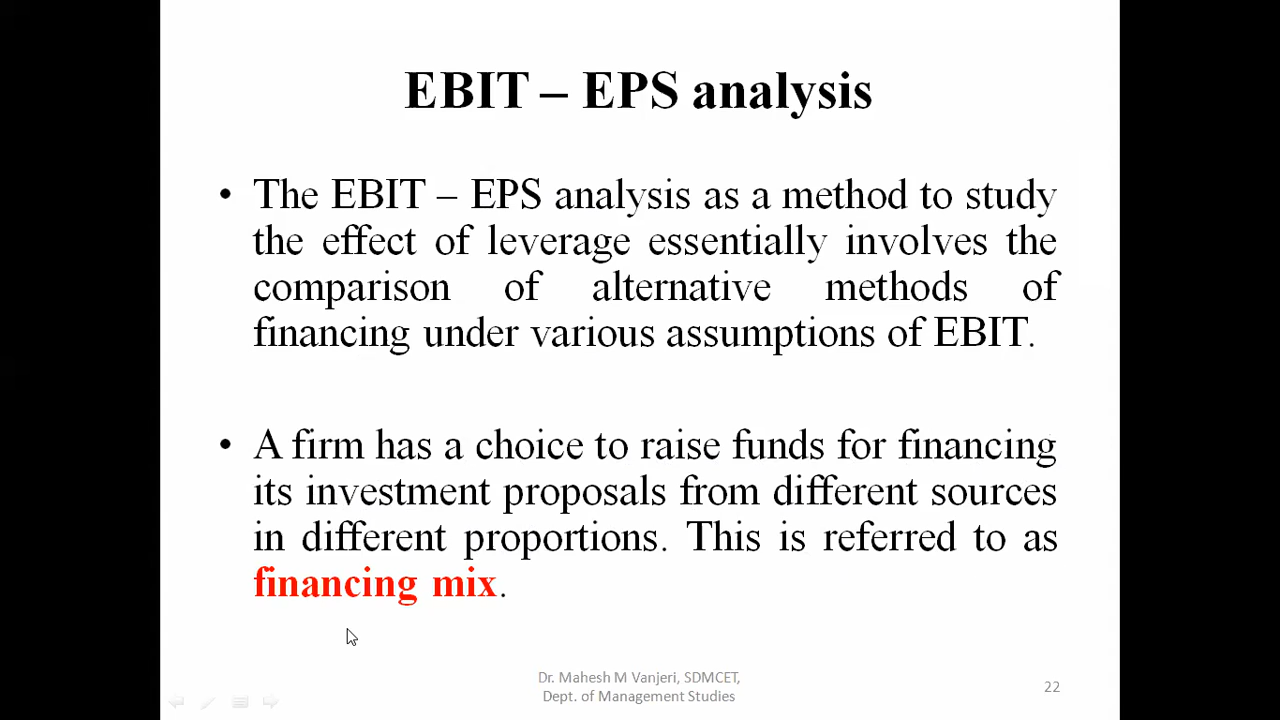 EBIT – EPS analysis
• The EBIT – EPS analysis as a method to study
the effect of leverage essentially involves the
comparison of alternative methods of
financing under various assumptions of EBIT.
• A firm has a choice to raise funds for financing
its investment proposals from different sources
in different proportions. This is referred to as
financing mix.
Dr. Mahesh M Vanjeri, SDMCET,
Dept. of Management Studies
22